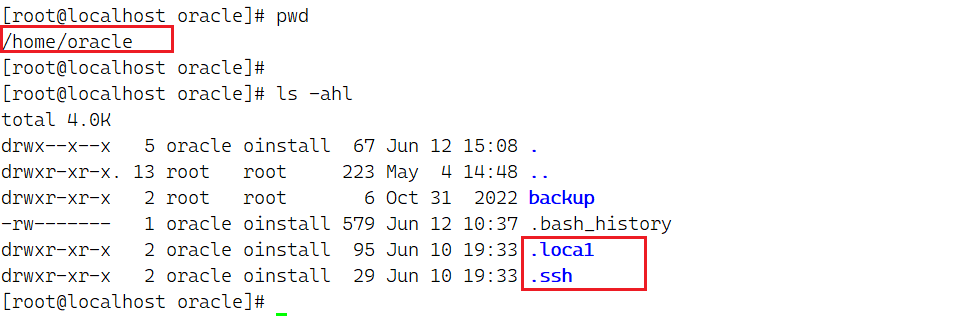 [root@localhost oracle]# pwd
/home/oracle
[root@localhost oracle]#
[root@localhost oracle]# ls -ahl
total 4.0K
drwx--x--x   5 oracle oinstall  67 Jun 12 15:08 .
drwxr-xr-x. 13 root   root     223 May  4 14:48 ..
drwxr-xr-x   2 root   root       6 Oct 31  2022 backup
-rw-------   1 oracle oinstall 579 Jun 12 10:37 .bash_history
drwxr-xr-x   2 oracle oinstall  95 Jun 10 19:33 .local
drwxr-xr-x   2 oracle oinstall  29 Jun 10 19:33 .ssh
[root@localhost oracle]#